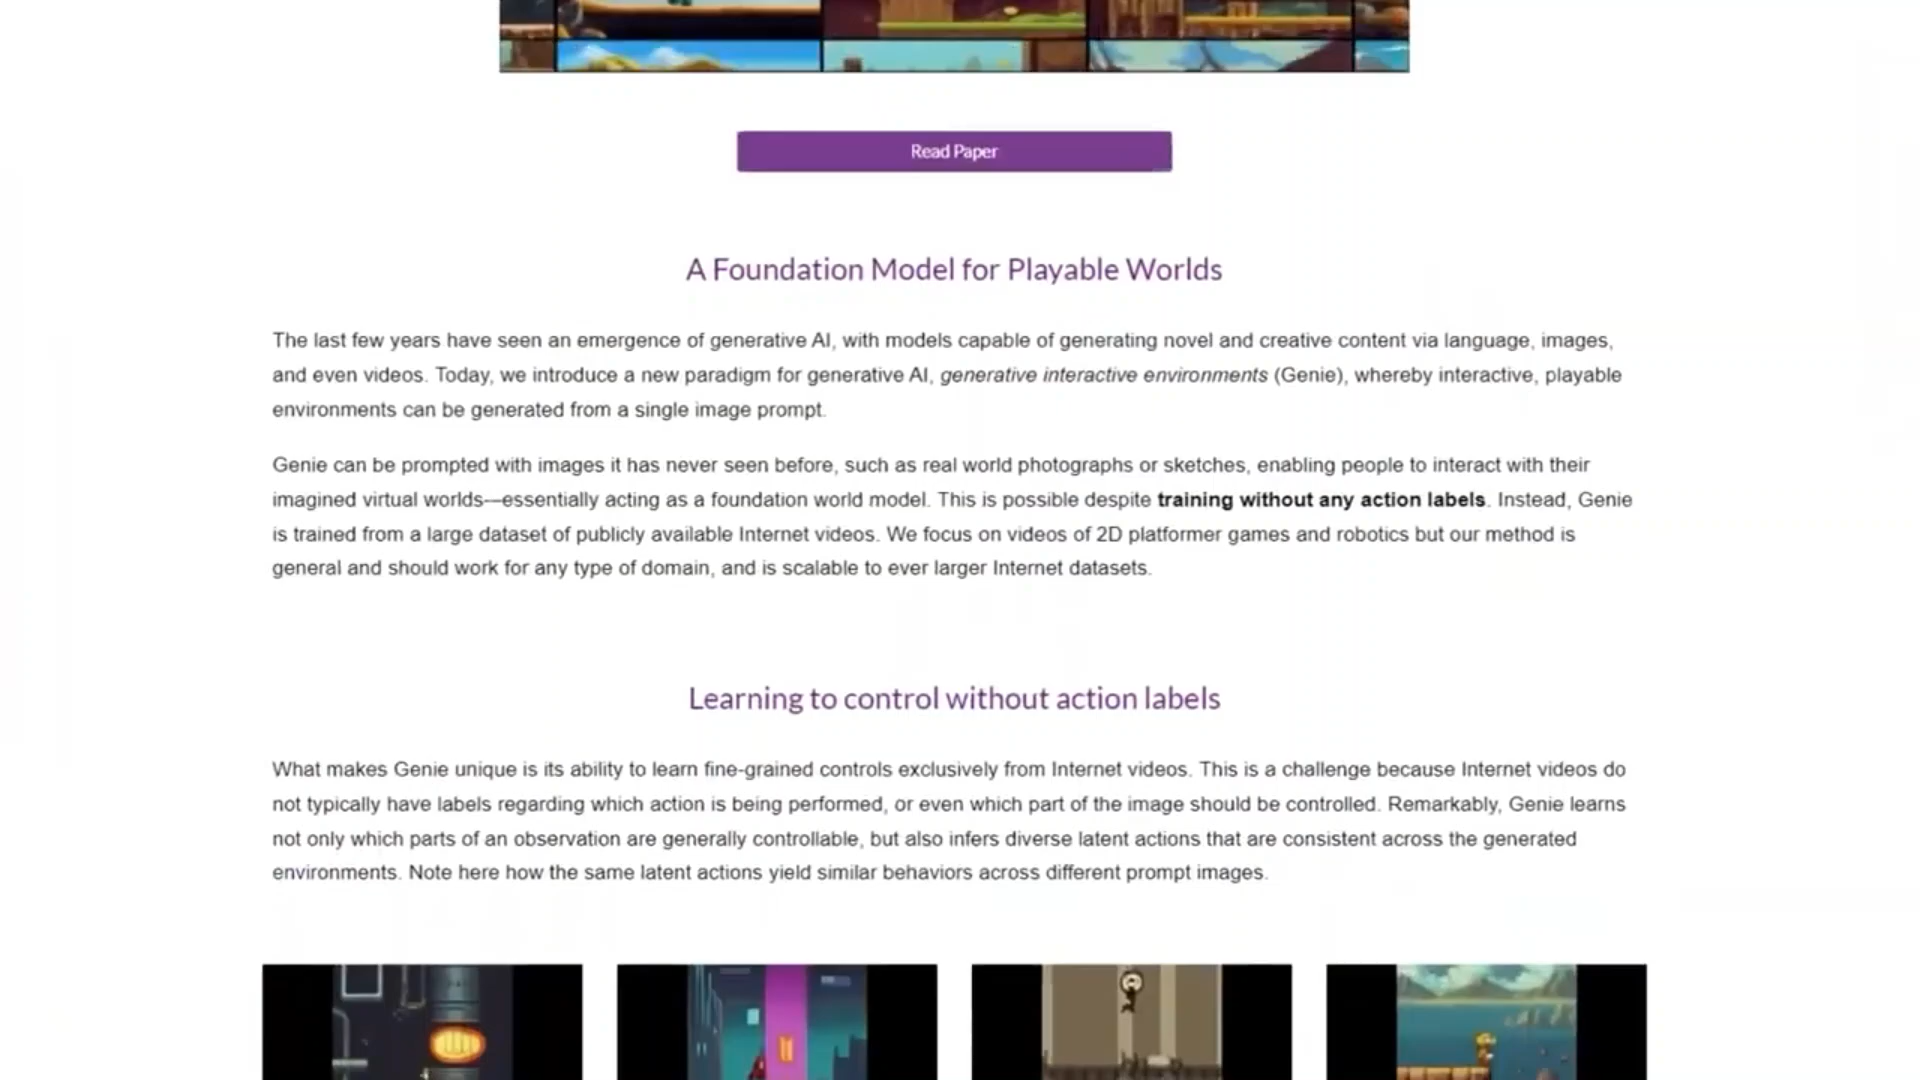 Read Paper
A Foundation Model for Playable Worlds
The last few years have seen an emergence of generative AI, with models capable of generating novel and creative content via language, images,
and even videos. Today, we introduce a new paradigm for generative AI, generative interactive environments (Genie), whereby interactive, playable
environments can be generated from a single image prompt.
Genie can be prompted with images it has never seen before, such as real world photographs or sketches, enabling people to interact with their
imagined virtual worlds—essentially acting as a foundation world model. This is possible despite training without any action labels. Instead, Genie
is trained from a large dataset of publicly available Internet videos. We focus on videos of 2D platformer games and robotics but our method is
general and should work for any type of domain, and is scalable to ever larger Internet datasets.
Learning to control without action labels
What makes Genie unique is its ability to learn fine-grained controls exclusively from Internet videos. This is a challenge because Internet videos do
not typically have labels regarding which action is being performed, or even which part of the image should be controlled. Remarkably, Genie learns
not only which parts of an observation are generally controllable, but also infers diverse latent actions that are consistent across the generated
environments. Note here how the same latent actions yield similar behaviors across different prompt images.